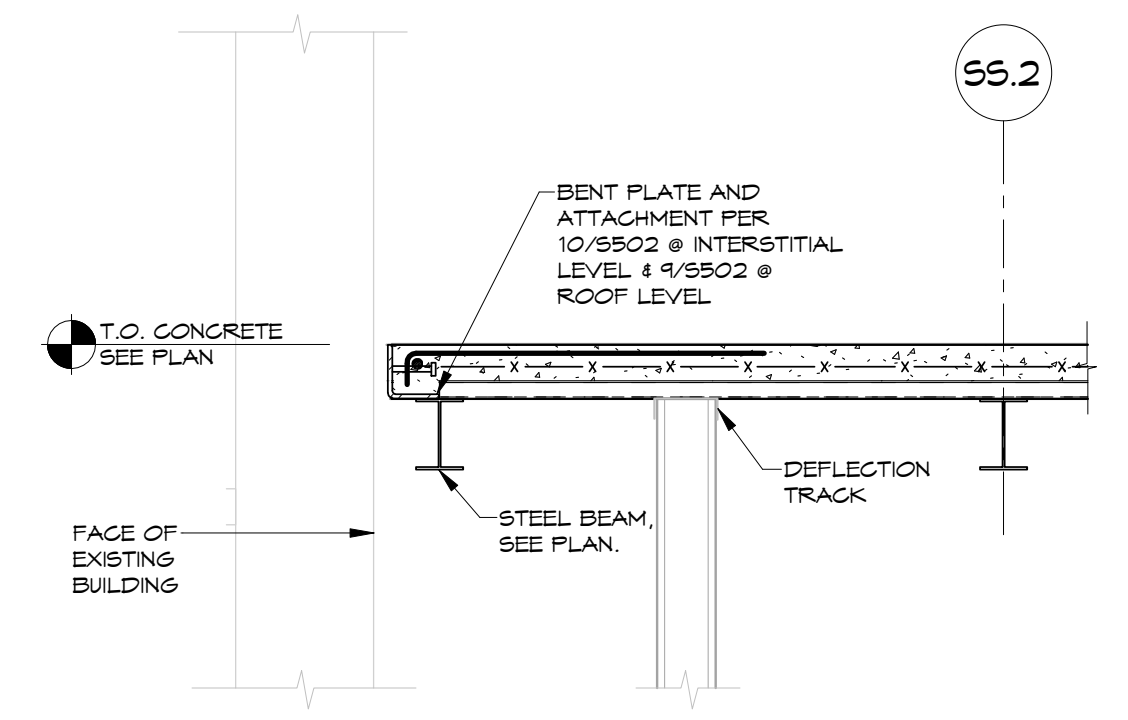 SS.2
BENT PLATE AND
ATTACHMENT PER
10/S502 @ INTERSTITIAL
LEVEL & 9/S502 @
ROOF LEVEL
T.O. CONCRETE
SEE PLAN
DEFLECTION
TRACK
STEEL BEAM,
SEE PLAN.
FACE OF
EXISTING
BUILDING